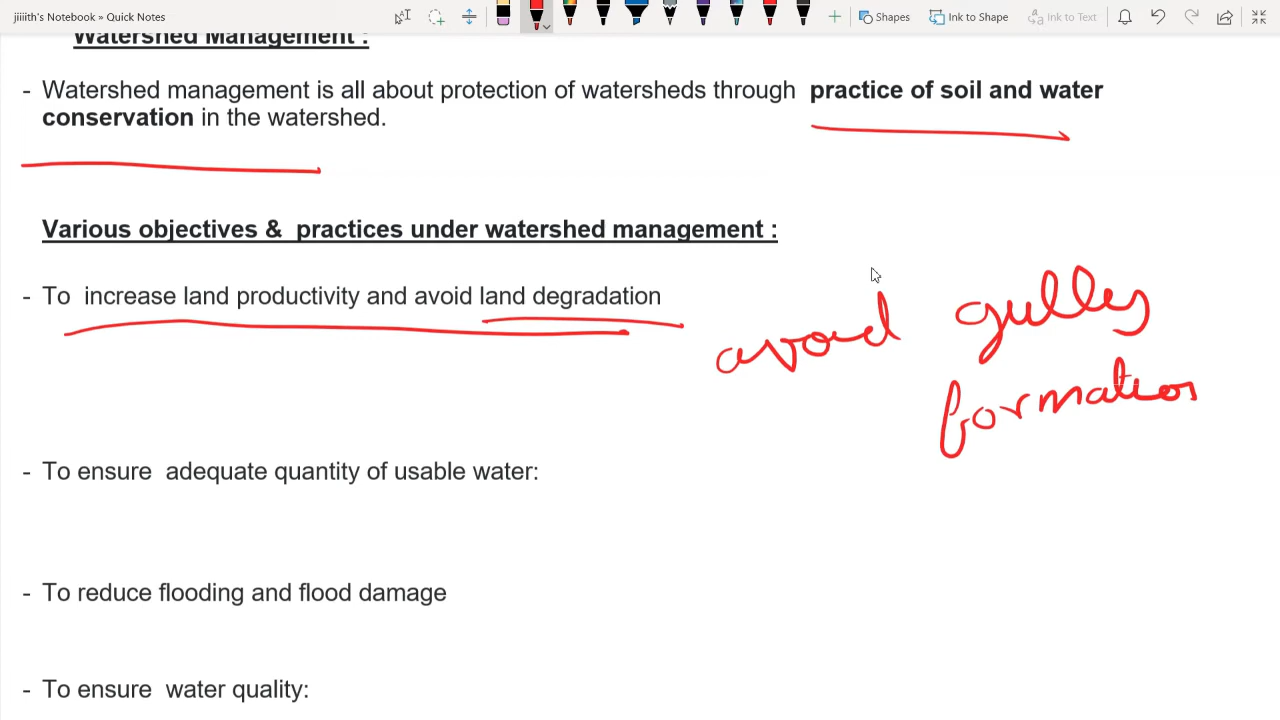 jiiiith's Notebook » Quick Notes
Shapes
Ink to Shape
Ink to Text
Watershed Management :
- Watershed management is all about protection of watersheds through practice of soil and water
conservation in the watershed.
Various objectives & practices under watershed management :
- To increase land productivity and avoid land degradation
avoid gulley
formation
- To ensure adequate quantity of usable water:
- To reduce flooding and flood damage
- To ensure water quality: